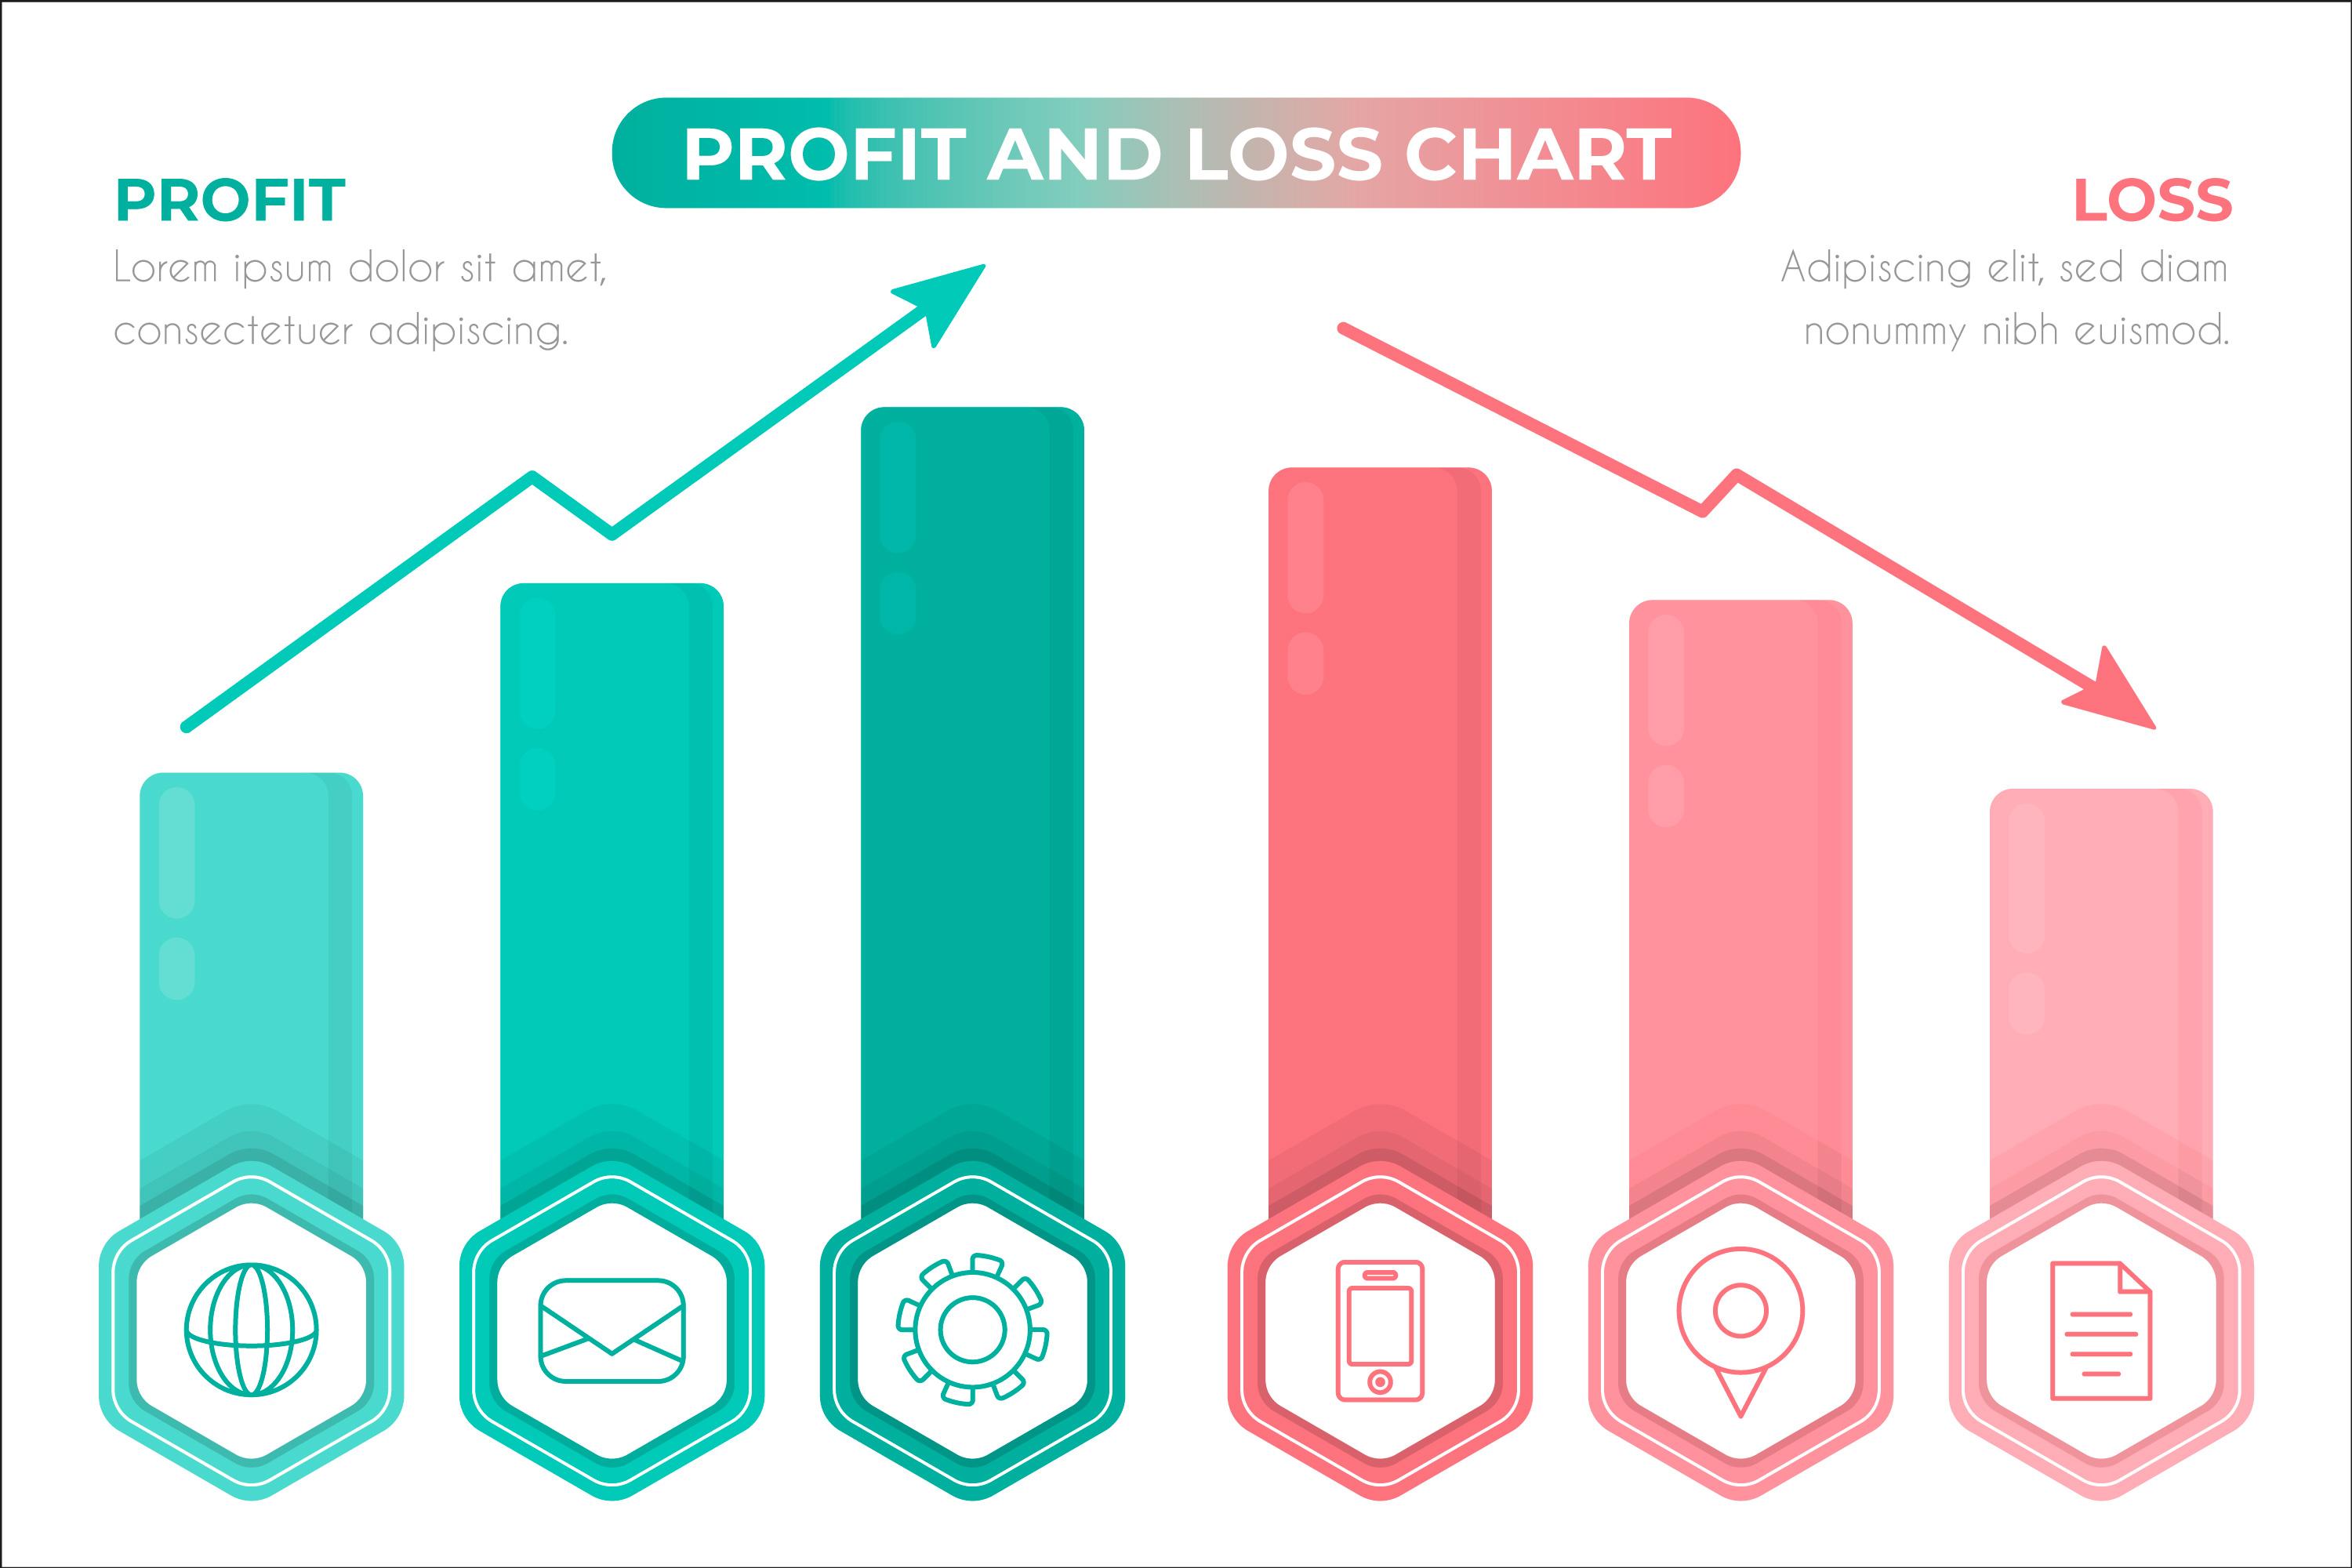 PROFIT AND LOSS CHART
PROFIT
Lorem ipsum dolor sit amet,
consectetuer adipiscing.
LOSS
Adipiscing elit, sed diam
nonummy nibh euismod.